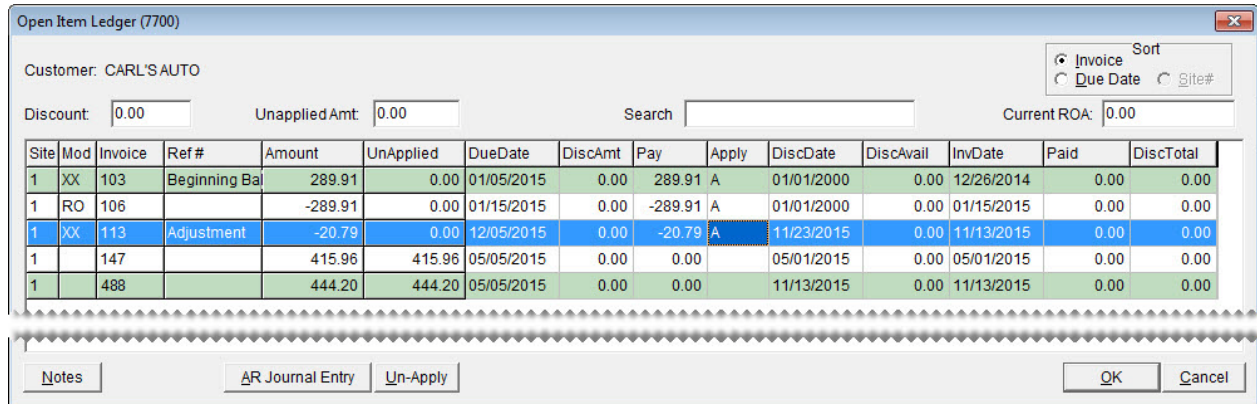 Open Item Ledger (7700)
Customer: CARL'S AUTO
Sort
Invoice
Due Date Site#
Discount: 0.00 Unapplied Amt: 0.00 Search Current ROA: 0.00
Site Mod Invoice Ref # Amount UnApplied DueDate DiscAmt Pay Apply DiscDate DiscAvail InvDate Paid DiscTotal
1 XX 103 Beginning Bal 289.91 0.00 01/05/2015 0.00 289.91 A 01/01/2000 0.00 12/26/2014 0.00 0.00
1 RO 106 -289.91 0.00 01/15/2015 0.00 -289.91 A 01/01/2000 0.00 01/15/2015 0.00 0.00
1 XX 113 Adjustment -20.79 0.00 12/05/2015 0.00 -20.79 A 11/23/2015 0.00 11/13/2015 0.00 0.00
1 147 415.96 415.96 05/05/2015 0.00 0.00 05/01/2015 0.00 05/01/2015 0.00 0.00
1 488 444.20 444.20 05/05/2015 0.00 0.00 11/13/2015 0.00 11/13/2015 0.00 0.00
Notes AR Journal Entry Un-Apply OK Cancel